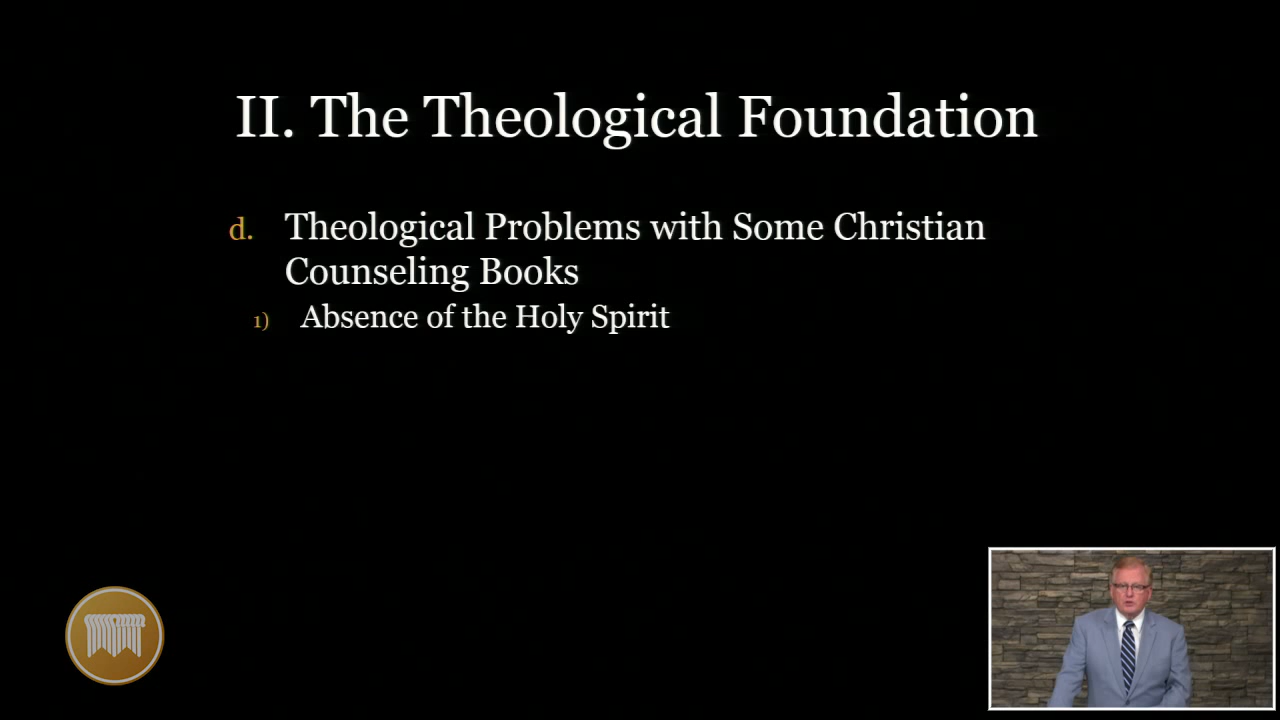 II. The Theological Foundation
d. Theological Problems with Some Christian
Counseling Books
1) Absence of the Holy Spirit